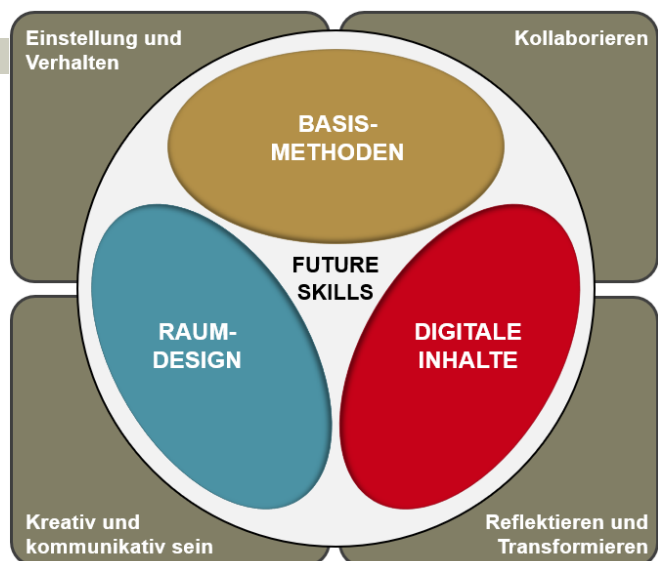 Einstellung und
Verhalten
Kollaborieren
BASIS-
METHODEN
FUTURE
SKILLS
RAUM-
DESIGN
DIGITALE
INHALTE
Kreativ und
kommunikativ sein
Reflektieren und
Transformieren